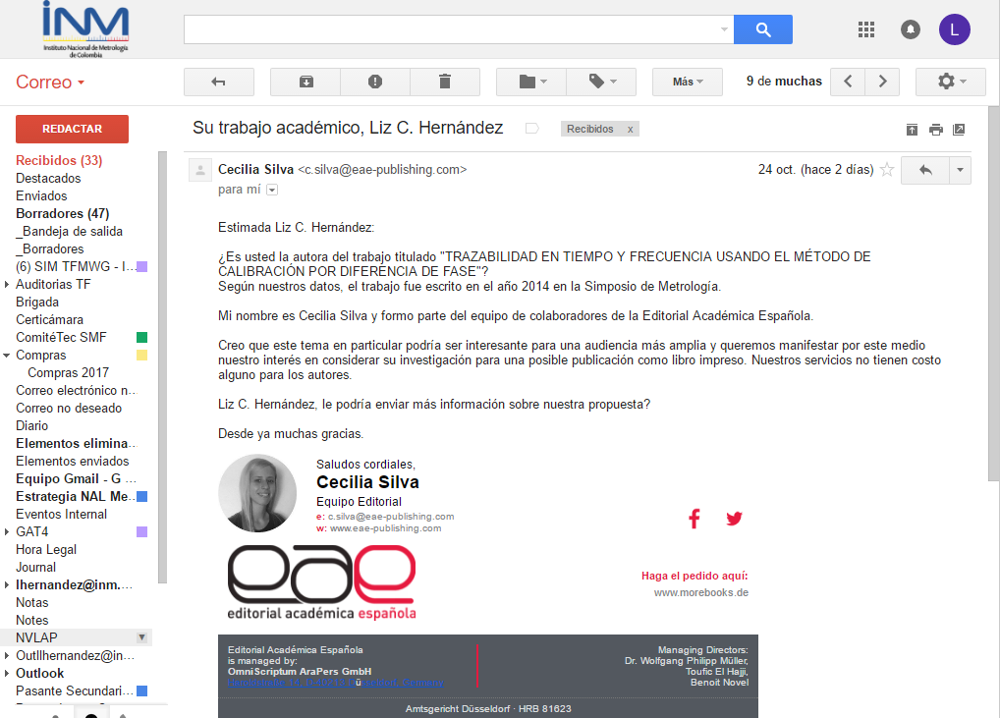 iNM
Instituto Nacional de Metrología
de Colombia
L
Correo
Más
9 de muchas
REDACTAR
Recibidos (33)
Destacados
Enviados
Borradores (47)
_Bandeja de salida
_Borradores
(6) SIM TFMWG - I...
Auditorias TF
Brigada
Certicámara
ComitéTec SMF
Compras
Compras 2017
Correo electrónico n...
Correo no deseado
Diario
Elementos elimina...
Elementos enviados
Equipo Gmail - G ...
Estrategia NAL Me...
Eventos Internal
GAT4
Hora Legal
Journal
lhernandez@inm....
Notas
Notes
NVLAP
Outllhernandez@in...
Outlook
Pasante Secundari...
Su trabajo académico, Liz C. Hernández
Recibidos x
Cecilia Silva <c.silva@eae-publishing.com>
24 oct. (hace 2 días)
para mí
Estimada Liz C. Hernández:
¿Es usted la autora del trabajo titulado "TRAZABILIDAD EN TIEMPO Y FRECUENCIA USANDO EL MÉTODO DE
CALIBRACIÓN POR DIFERENCIA DE FASE"?
Según nuestros datos, el trabajo fue escrito en el año 2014 en la Simposio de Metrología.
Mi nombre es Cecilia Silva y formo parte del equipo de colaboradores de la Editorial Académica Española.
Creo que este tema en particular podría ser interesante para una audiencia más amplia y queremos manifestar por este medio
nuestro interés en considerar su investigación para una posible publicación como libro impreso. Nuestros servicios no tienen costo
alguno para los autores.
Liz C. Hernández, le podría enviar más información sobre nuestra propuesta?
Desde ya muchas gracias.
Saludos cordiales,
Cecilia Silva
Equipo Editorial
e: c.silva@eae-publishing.com
w: www.eae-publishing.com
eae
editorial académica española
Haga el pedido aquí:
www.morebooks.de
Editorial Académica Española
is managed by:
OmniScriptum AraPers GmbH
Managing Directors:
Dr. Wolfgang Philipp Müller,
Toufic El Hajji,
Benoit Novel
Amtsgericht Düsseldorf · HRB 81623